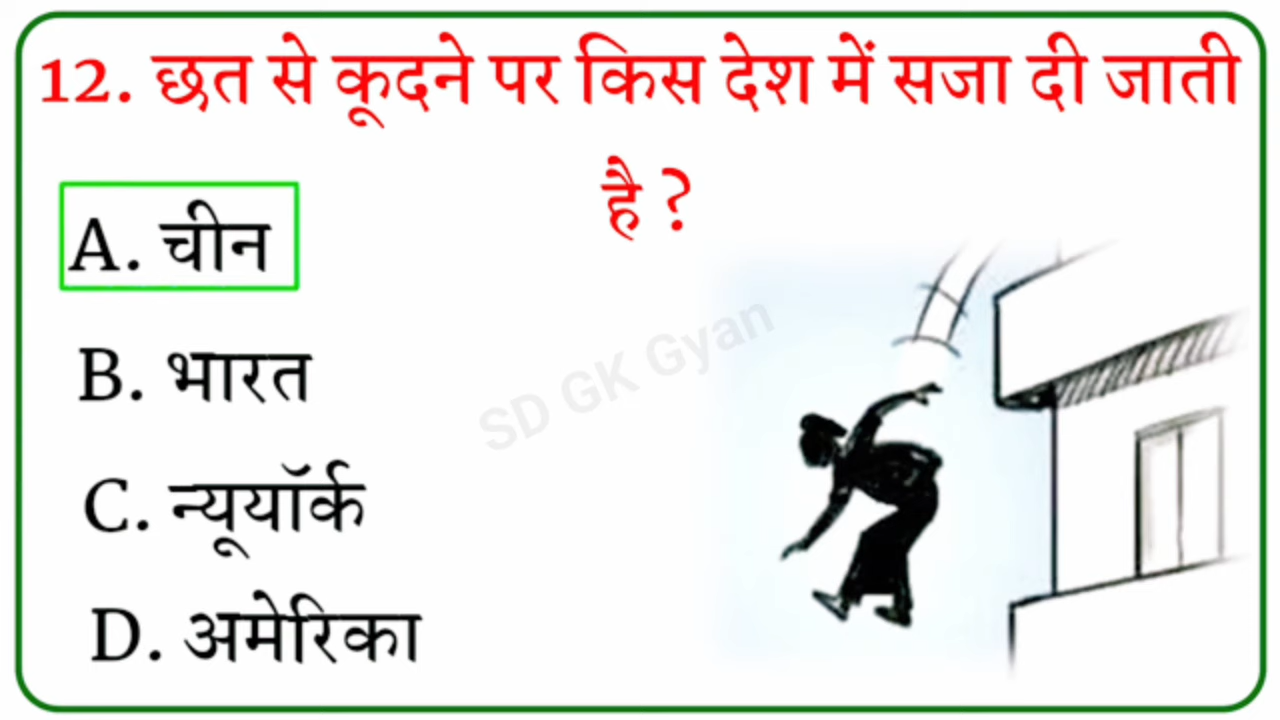 12. छत से कूदने पर किस देश में सजा दी जाती
है ?
A. चीन
B. भारत
C. न्यूयॉर्क
D. अमेरिका
SD GK Gyan